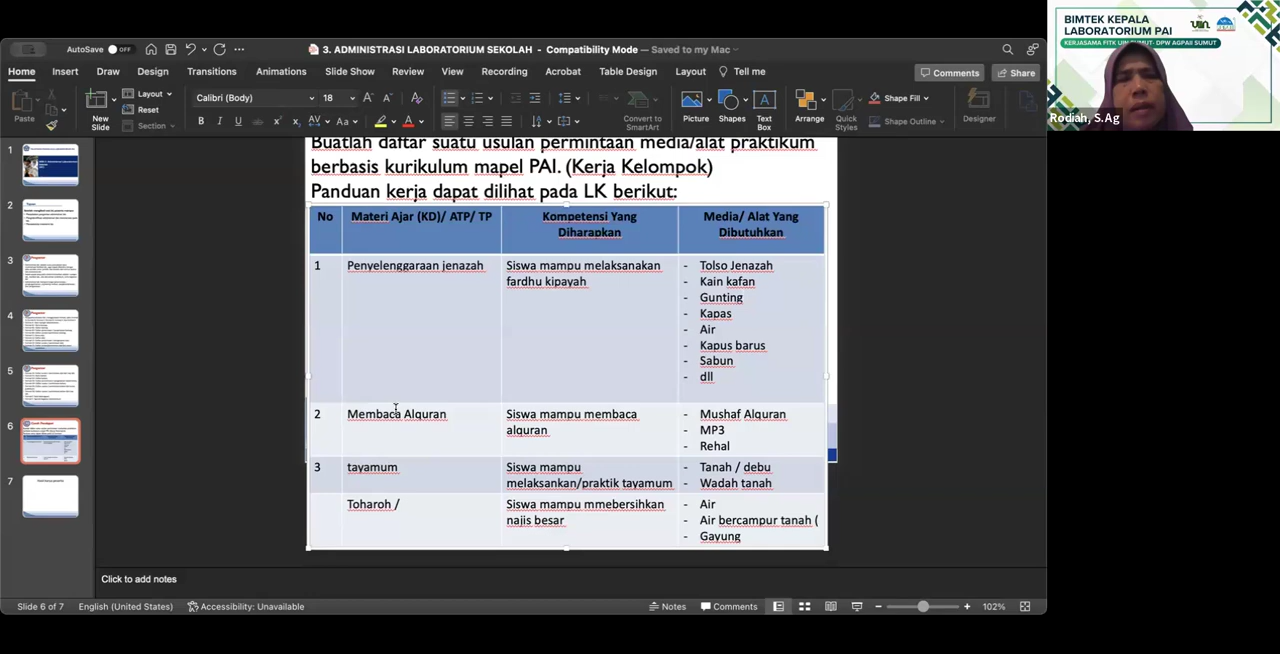 AutoSave OFF
3. ADMINISTRASI LABORATORIUM SEKOLAH - Compatibility Mode — Saved to my Mac
Home Insert Draw Design Transitions Animations Slide Show Review View Recording Acrobat Table Design Layout Tell me Comments Share
Paste
New Slide
Layout
Reset
Section
Calibri (Body) 18
B I U
Convert to SmartArt
Picture
Shapes
Text Box
Arrange
Quick Styles
Shape Fill
Shape Outline
Designer
Buatlah daftar suatu usulan permintaan media/alat praktikum
berbasis kurikulum mapel PAI. (Kerja Kelompok)
Panduan kerja dapat dilihat pada LK berikut:
No Materi Ajar (KD)/ ATP/ TP Kompetensi Yang Diharapkan Media/ Alat Yang Dibutuhkan
1 Penyelenggaraan jenazah
Siswa mampu melaksanakan
fardhu kipayah
- Tolso Jenazah
- Kain kafan
- Gunting
- Kapas
- Air
- Kapus barus
- Sabun
- dll
2 Membaca Alquran
Siswa mampu membaca
alquran
- Mushaf Alquran
- MP3
- Rehal
3 tayamum
Siswa mampu
melaksankan/praktik tayamum
- Tanah / debu
- Wadah tanah
Toharoh /
Siswa mampu mmebersihkan
najis besar
- Air
- Air bercampur tanah (
- Gayung
1
2
3
4
5
6
7
Click to add notes
Slide 6 of 7 English (United States) Accessibility: Unavailable Notes Comments 102%
BIMTEK KEPALA
LABORATORIUM PAI
KERJASAMA FITK UIN SUMUT- DPW AGPAII SUMUT
Rodiah, S.Ag